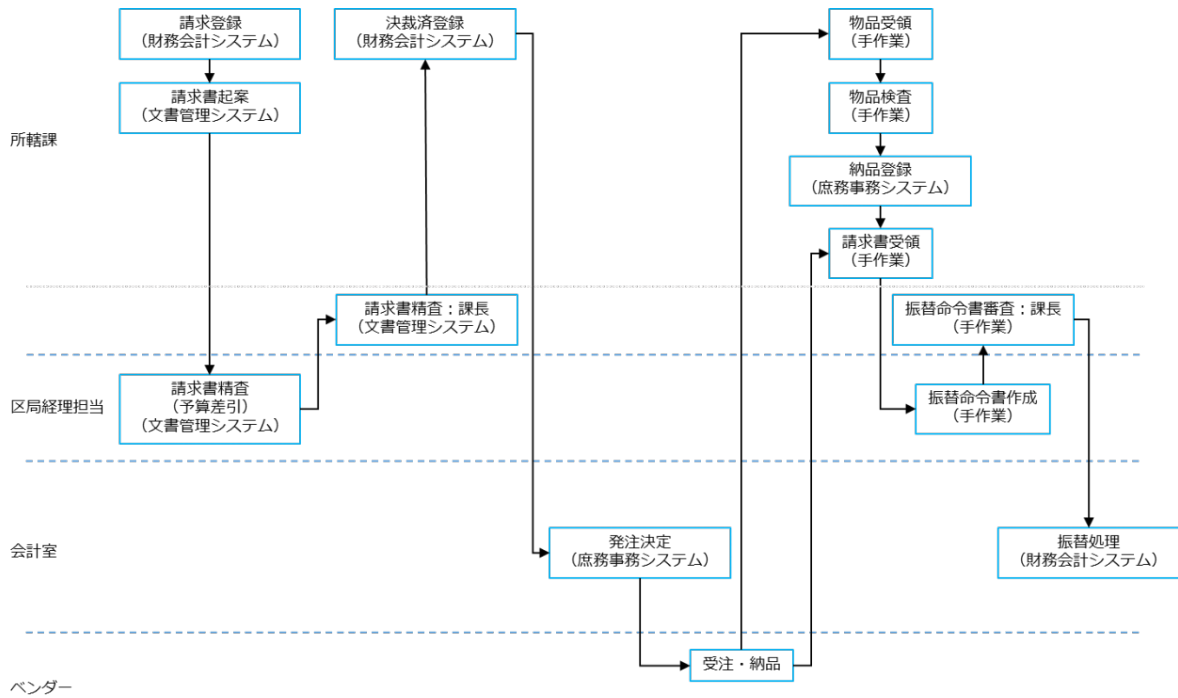 請求登録
（財務会計システム）
決裁済登録
（財務会計システム）
物品受領
（手作業）
請求書起案
（文書管理システム）
物品検査
（手作業）
所轄課
納品登録
（庶務事務システム）
請求書受領
（手作業）
請求書精査：課長
（文書管理システム）
振替命令書審査：課長
（手作業）
区局経理担当
請求書精査
（予算差引）
（文書管理システム）
振替命令書作成
（手作業）
会計室
発注決定
（庶務事務システム）
振替処理
（財務会計システム）
受注・納品
ベンダー